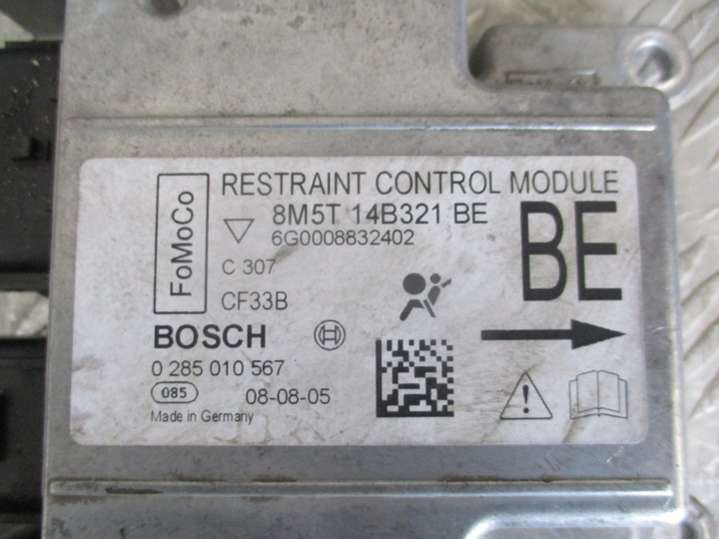 RESTRAINT CONTROL MODULE
FoMoCo
8M5T 14B321 BE
6G0008832402
BE
C 307
CF33B
BOSCH
0 285 010 567
085
08-08-05
Made in Germany